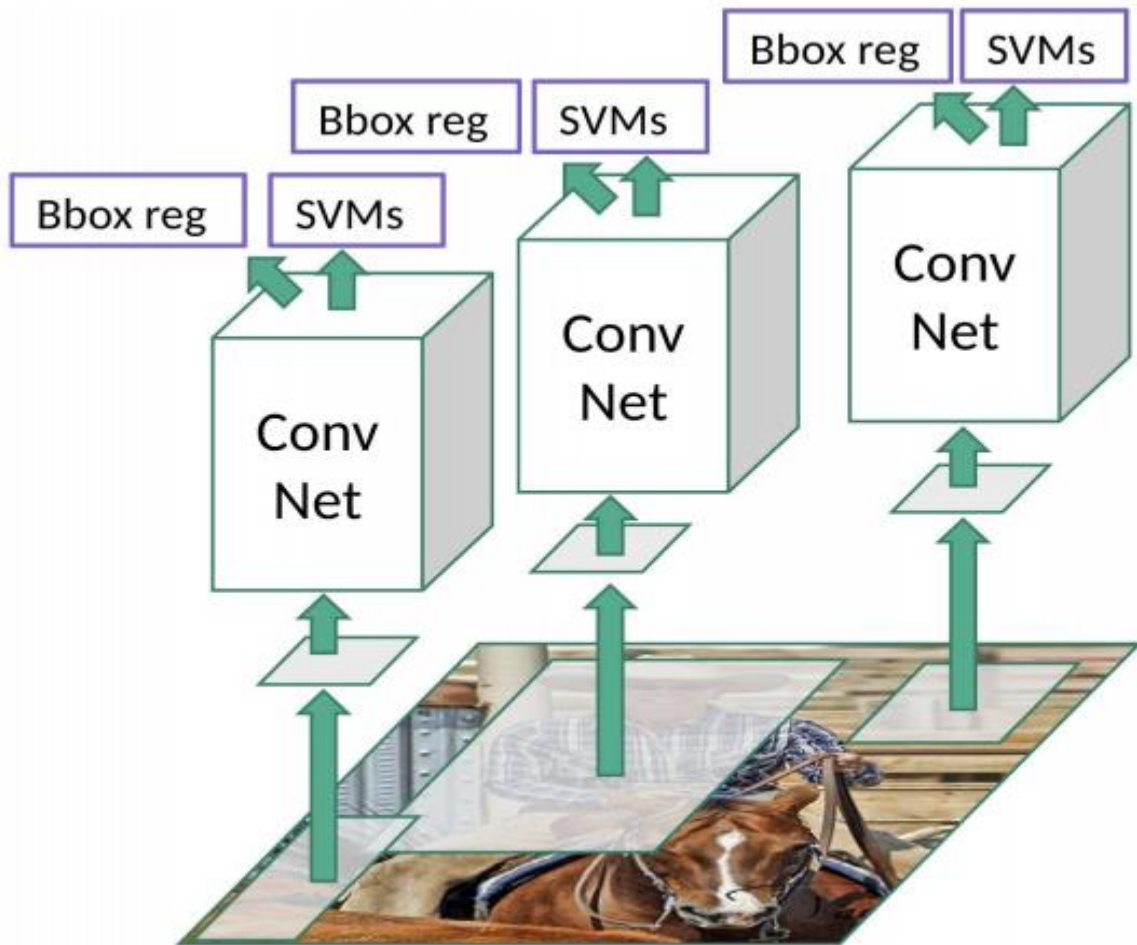 Bbox reg
SVMs
Bbox reg
SVMs
Bbox reg
SVMs
Conv
Net
Conv
Net
Conv
Net